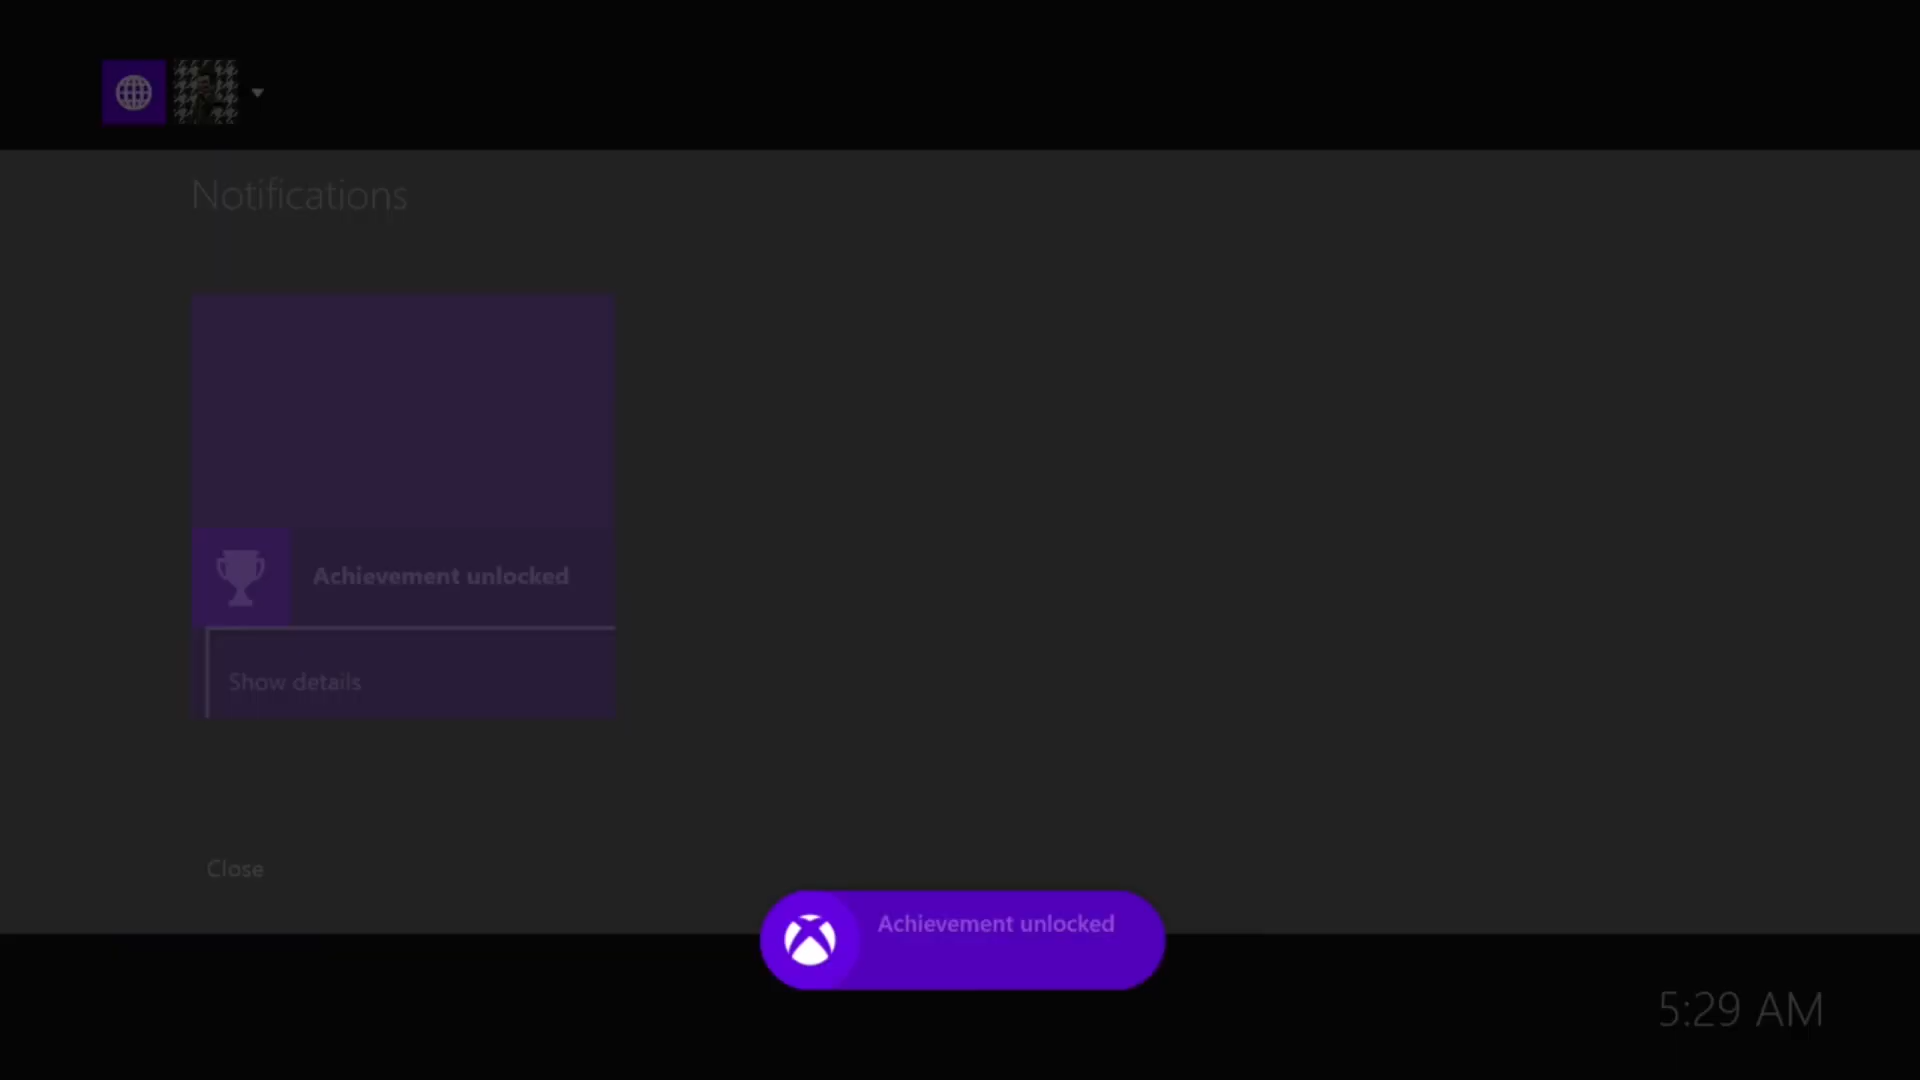 Notifications
Achievement unlocked
Show details
Close
Achievement unlocked
5:29 AM